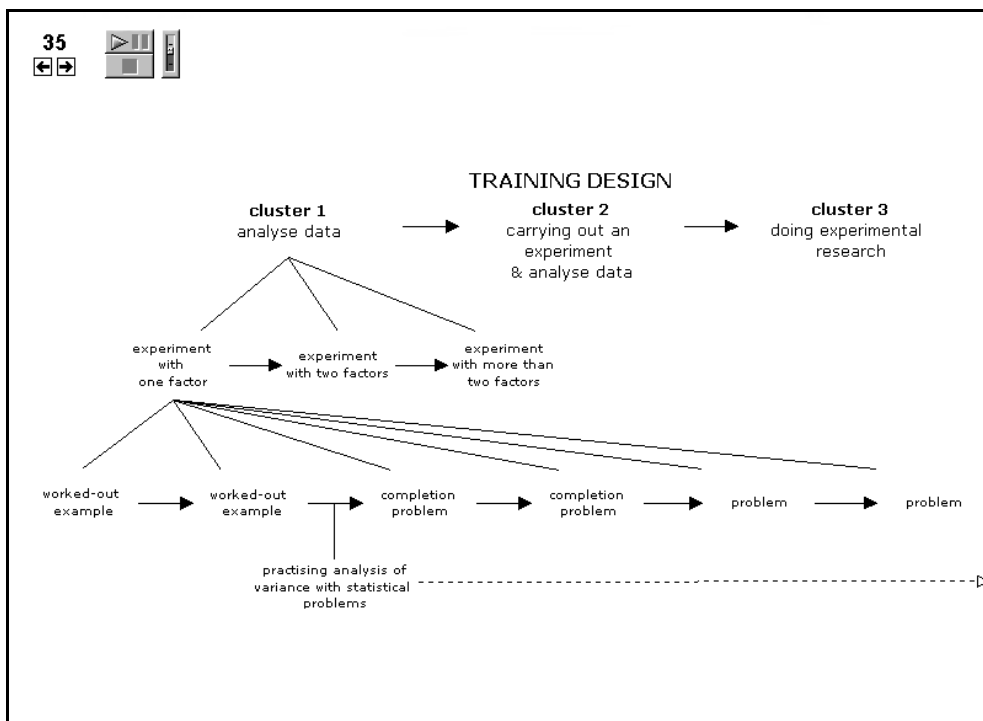 35
TRAINING DESIGN
cluster 1
analyse data
cluster 2
carrying out an
experiment
& analyse data
cluster 3
doing experimental
research
experiment
with
one factor
experiment
with two factors
experiment
with more than
two factors
worked-out
example
worked-out
example
completion
problem
completion
problem
problem
problem
practising analysis of
variance with statistical
problems